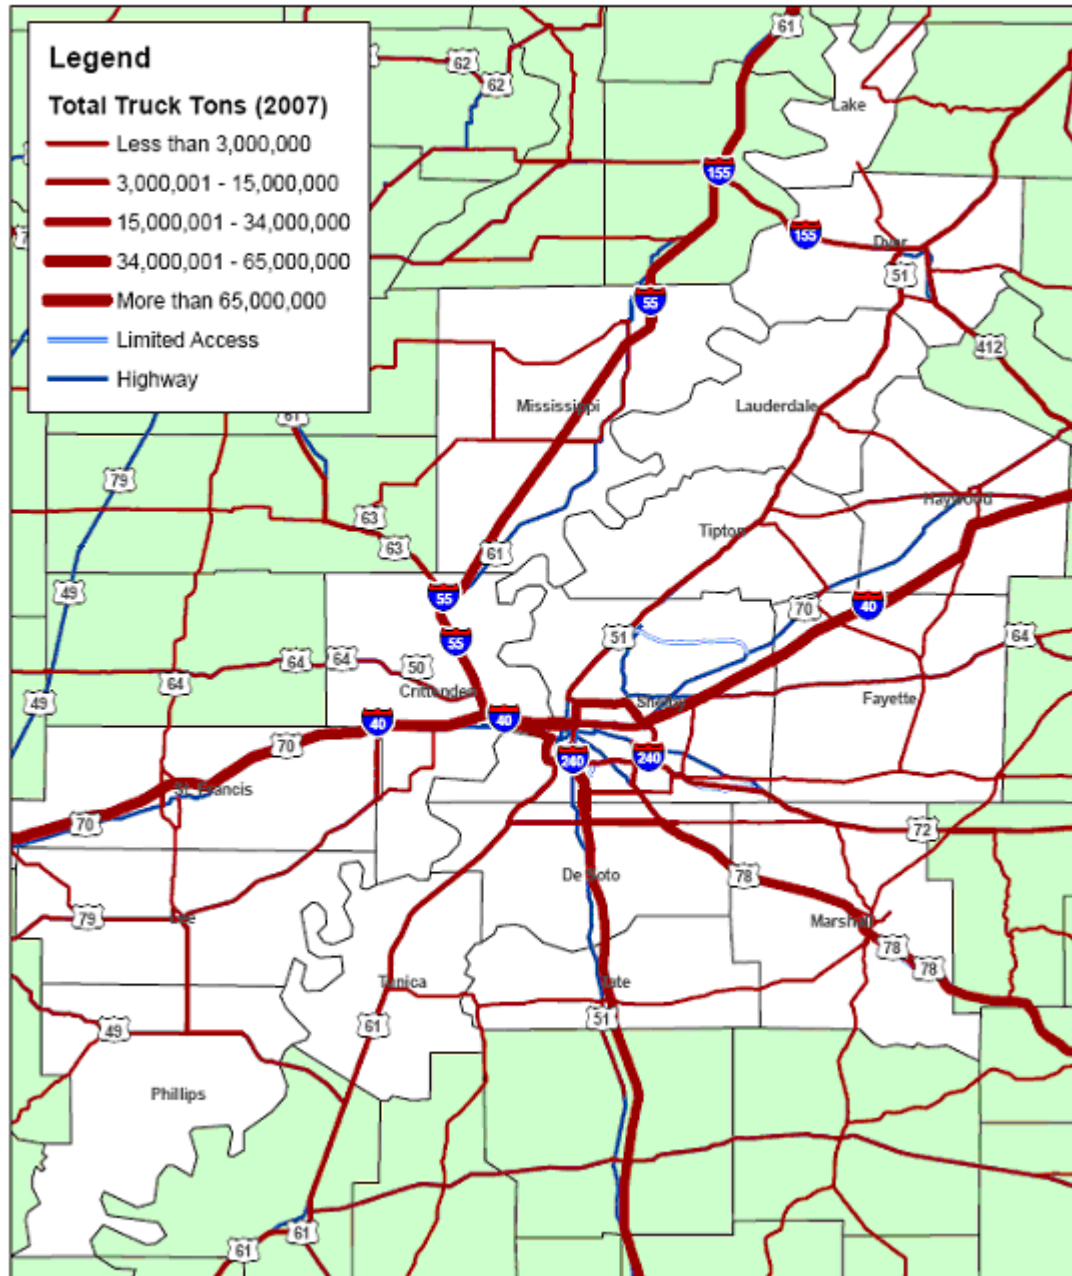 Legend
Total Truck Tons (2007)
Less than 3,000,000
3,000,001 - 15,000,000
15,000,001 - 34,000,000
34,000,001 - 65,000,000
More than 65,000,000
Limited Access
Highway
61
62
62
Lake
155
155
Dyer
51
55
412
Mississippi
Lauderdale
61
79
Haywood
63
Tipton
63
61
49
55
40
70
55
51
64
64
64
50
64
Crittenden
Shelby
Fayette
49
40
40
70
240
240
St. Francis
70
72
De Soto
78
79
Lee
Marshall
78
78
Tunica
Tate
61
51
49
Phillips
61
61